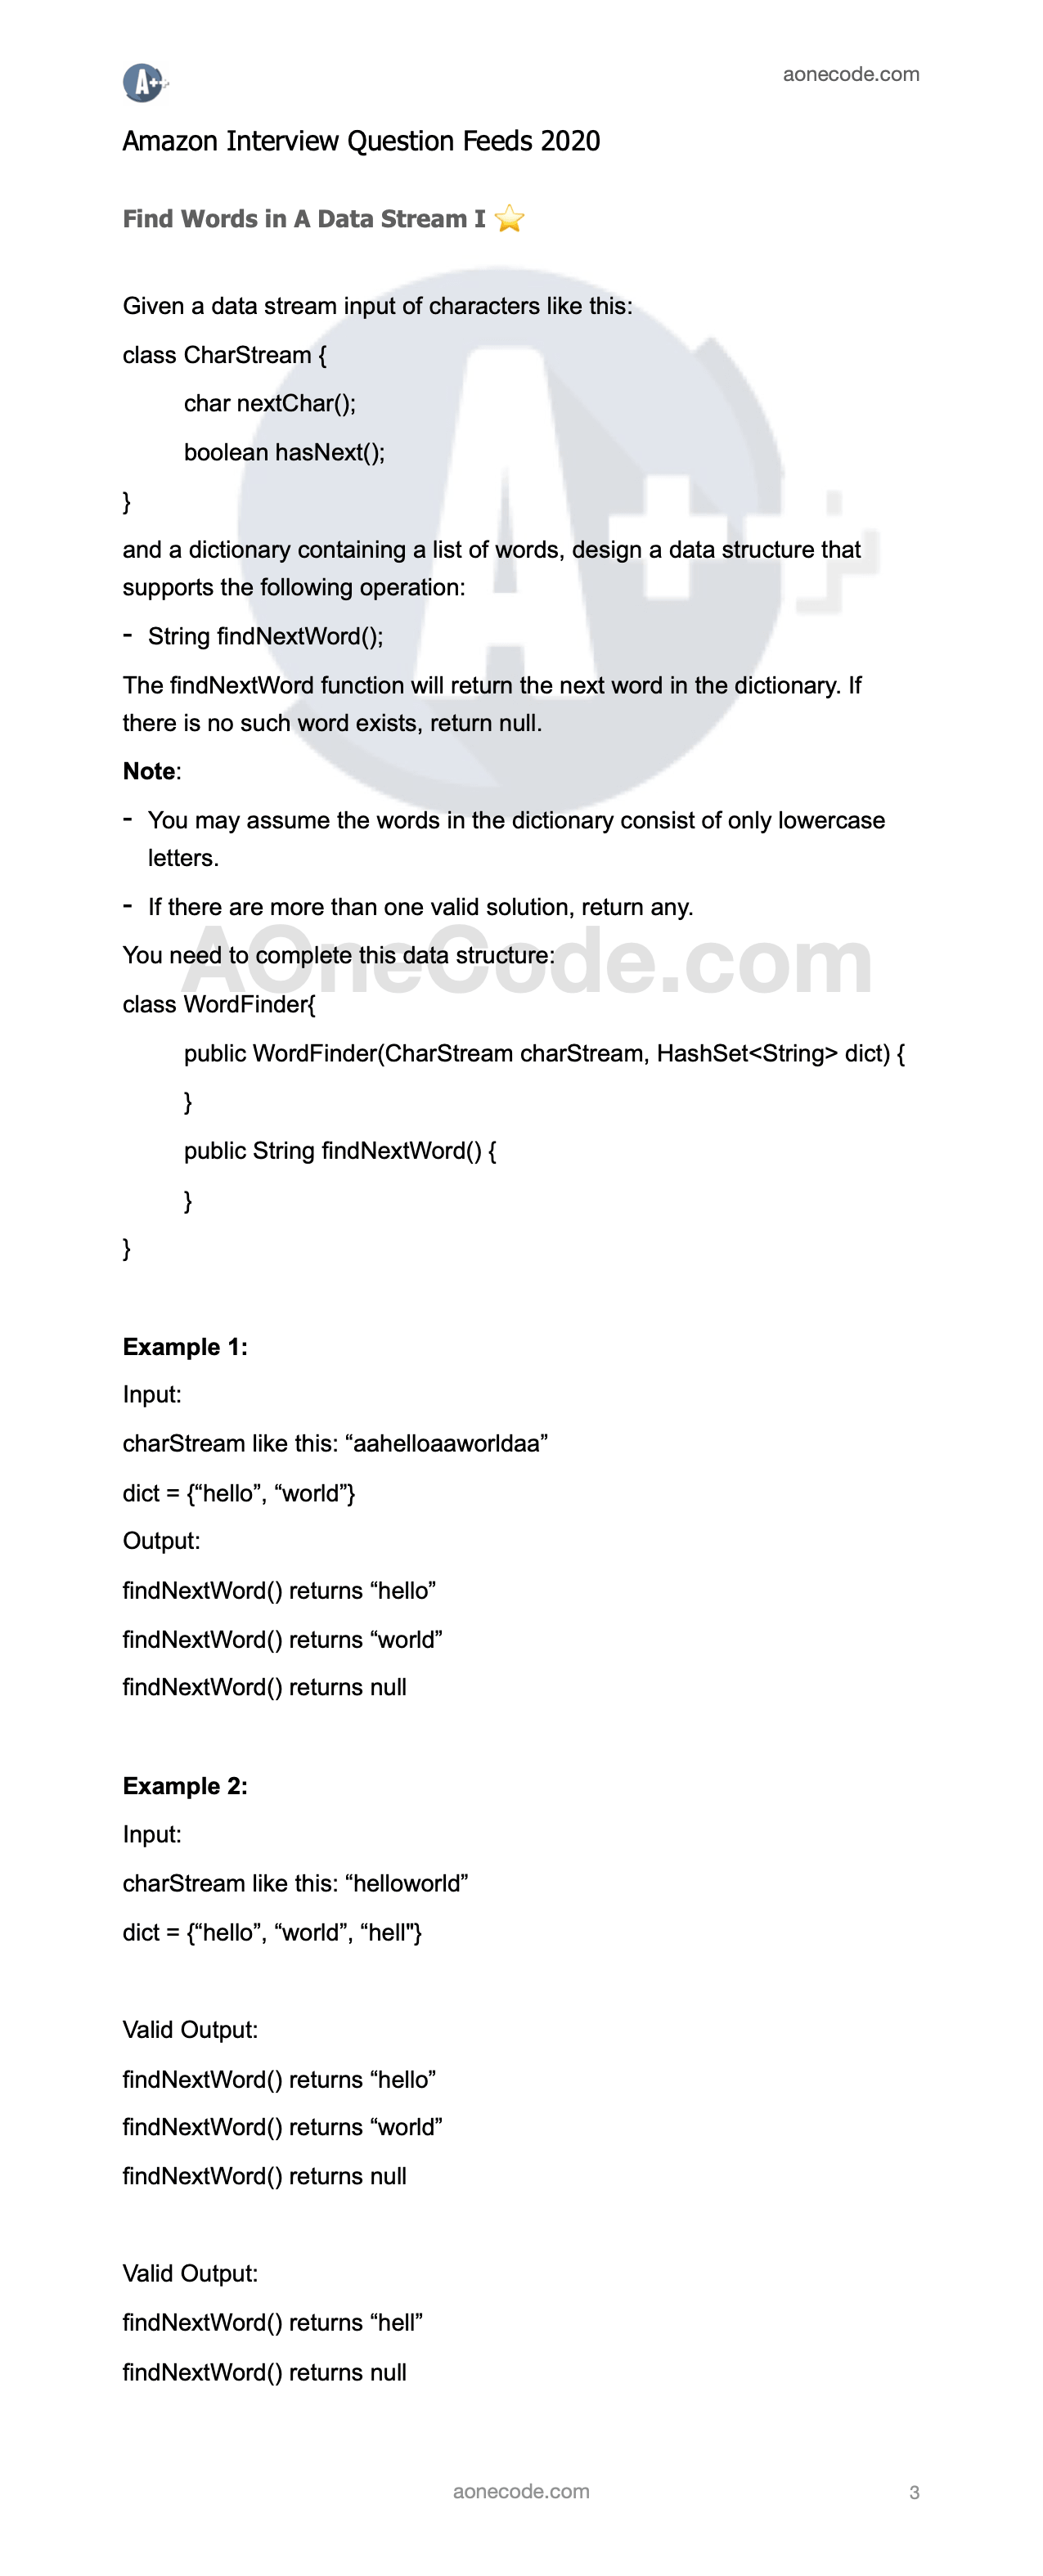 A++
aonecode.com
Amazon Interview Question Feeds 2020
Find Words in A Data Stream I ⭐
Given a data stream input of characters like this:
class CharStream {
char nextChar();
boolean hasNext();
}
and a dictionary containing a list of words, design a data structure that
supports the following operation:
- String findNextWord();
The findNextWord function will return the next word in the dictionary. If
there is no such word exists, return null.
Note:
- You may assume the words in the dictionary consist of only lowercase
letters.
- If there are more than one valid solution, return any.
AOneCode.com
You need to complete this data structure:
class WordFinder{
public WordFinder(CharStream charStream, HashSet<String> dict) {
}
public String findNextWord() {
}
}
Example 1:
Input:
charStream like this: “aahelloaaworldaa”
dict = {“hello”, “world”}
Output:
findNextWord() returns “hello”
findNextWord() returns “world”
findNextWord() returns null
Example 2:
Input:
charStream like this: “helloworld”
dict = {“hello”, “world”, “hell"}
Valid Output:
findNextWord() returns “hello”
findNextWord() returns “world”
findNextWord() returns null
Valid Output:
findNextWord() returns “hell”
findNextWord() returns null
aonecode.com
3